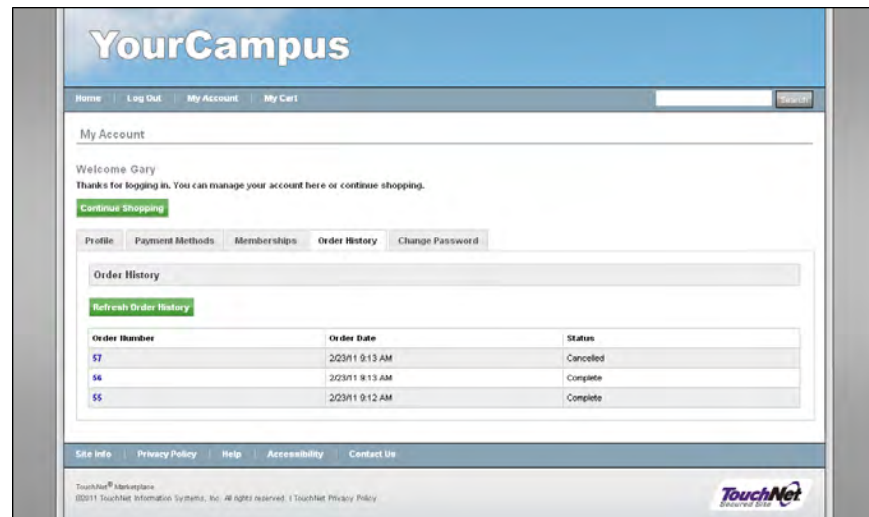 YourCampus
Home Log Out My Account My Cart Search
My Account
Welcome Gary
Thanks for logging in. You can manage your account here or continue shopping.
Continue Shopping
Profile Payment Methods Memberships Order History Change Password
Order History
Refresh Order History
Order Number Order Date Status
57 2/23/11 9:13 AM Cancelled
56 2/23/11 9:13 AM Complete
55 2/23/11 9:12 AM Complete
Site Info Privacy Policy Help Accessibility Contact Us
TouchNet® Marketplace
©2011 TouchNet Information Systems, Inc. All rights reserved. | TouchNet Privacy Policy
TouchNet
Secured Site